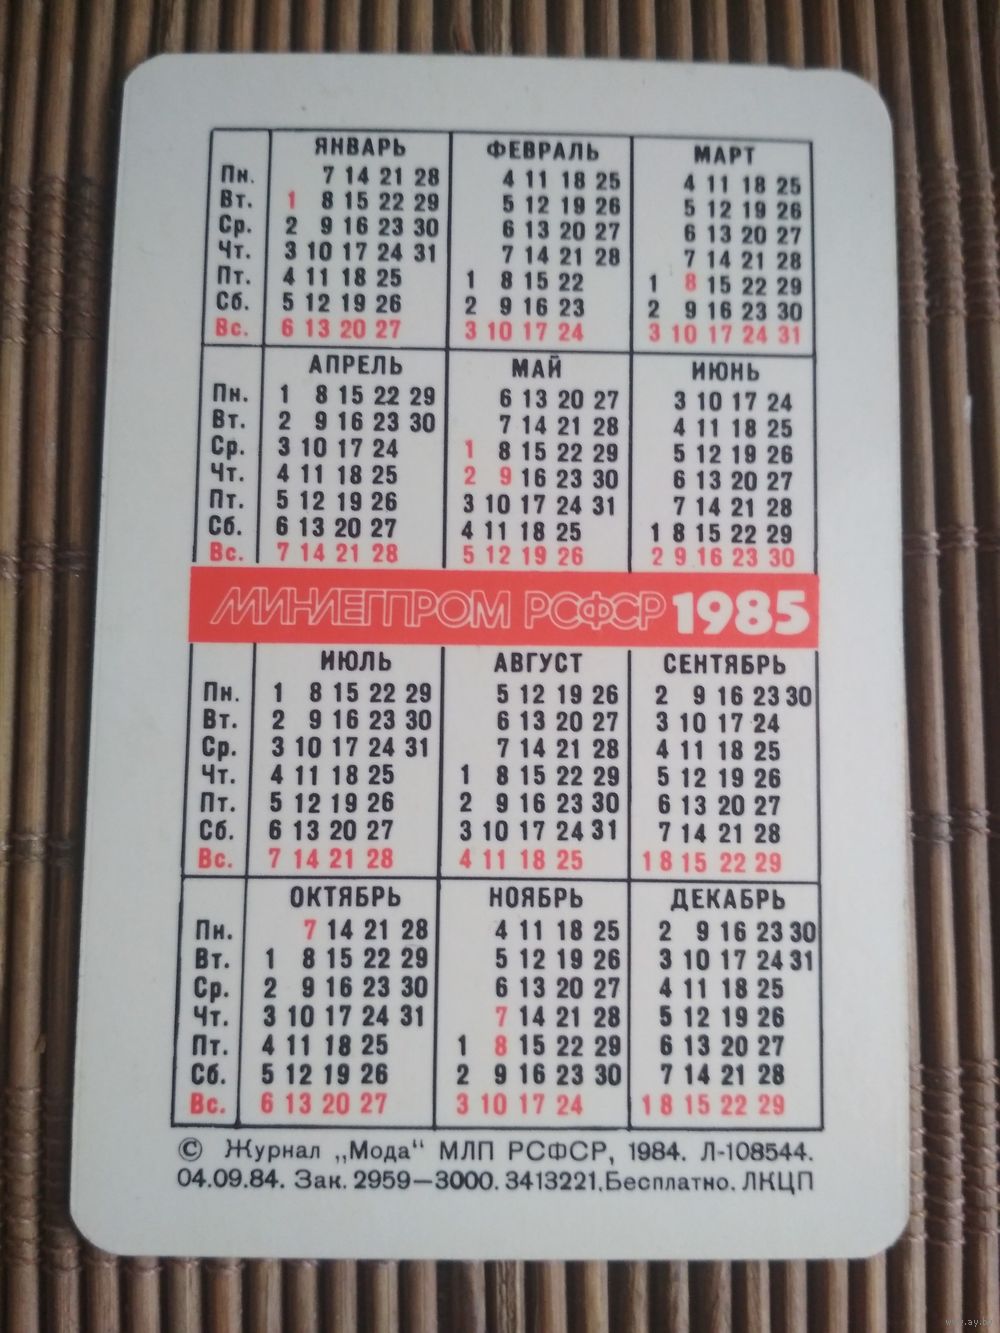 ЯНВАРЬ ФЕВРАЛЬ МАРТ
Пн. 7 14 21 28 4 11 18 25 4 11 18 25
Вт. 1 8 15 22 29 5 12 19 26 5 12 19 26
Ср. 2 9 16 23 30 6 13 20 27 6 13 20 27
Чт. 3 10 17 24 31 7 14 21 28 7 14 21 28
Пт. 4 11 18 25 1 8 15 22 1 8 15 22 29
Сб. 5 12 19 26 2 9 16 23 2 9 16 23 30
Вс. 6 13 20 27 3 10 17 24 3 10 17 24 31
АПРЕЛЬ МАЙ ИЮНЬ
Пн. 1 8 15 22 29 6 13 20 27 3 10 17 24
Вт. 2 9 16 23 30 7 14 21 28 4 11 18 25
Ср. 3 10 17 24 1 8 15 22 29 5 12 19 26
Чт. 4 11 18 25 2 9 16 23 30 6 13 20 27
Пт. 5 12 19 26 3 10 17 24 31 7 14 21 28
Сб. 6 13 20 27 4 11 18 25 1 8 15 22 29
Вс. 7 14 21 28 5 12 19 26 2 9 16 23 30
МИНЛЕГПРОМ РСФСР 1985
ИЮЛЬ АВГУСТ СЕНТЯБРЬ
Пн. 1 8 15 22 29 5 12 19 26 2 9 16 23 30
Вт. 2 9 16 23 30 6 13 20 27 3 10 17 24
Ср. 3 10 17 24 31 7 14 21 28 4 11 18 25
Чт. 4 11 18 25 1 8 15 22 29 5 12 19 26
Пт. 5 12 19 26 2 9 16 23 30 6 13 20 27
Сб. 6 13 20 27 3 10 17 24 31 7 14 21 28
Вс. 7 14 21 28 4 11 18 25 1 8 15 22 29
ОКТЯБРЬ НОЯБРЬ ДЕКАБРЬ
Пн. 7 14 21 28 4 11 18 25 2 9 16 23 30
Вт. 1 8 15 22 29 5 12 19 26 3 10 17 24 31
Ср. 2 9 16 23 30 6 13 20 27 4 11 18 25
Чт. 3 10 17 24 31 7 14 21 28 5 12 19 26
Пт. 4 11 18 25 1 8 15 22 29 6 13 20 27
Сб. 5 12 19 26 2 9 16 23 30 7 14 21 28
Вс. 6 13 20 27 3 10 17 24 1 8 15 22 29
© Журнал „Мода“ МЛП РСФСР, 1984. Л-108544.
04.09.84. Зак. 2959—3000. 3413221. Бесплатно. ЛКЦП